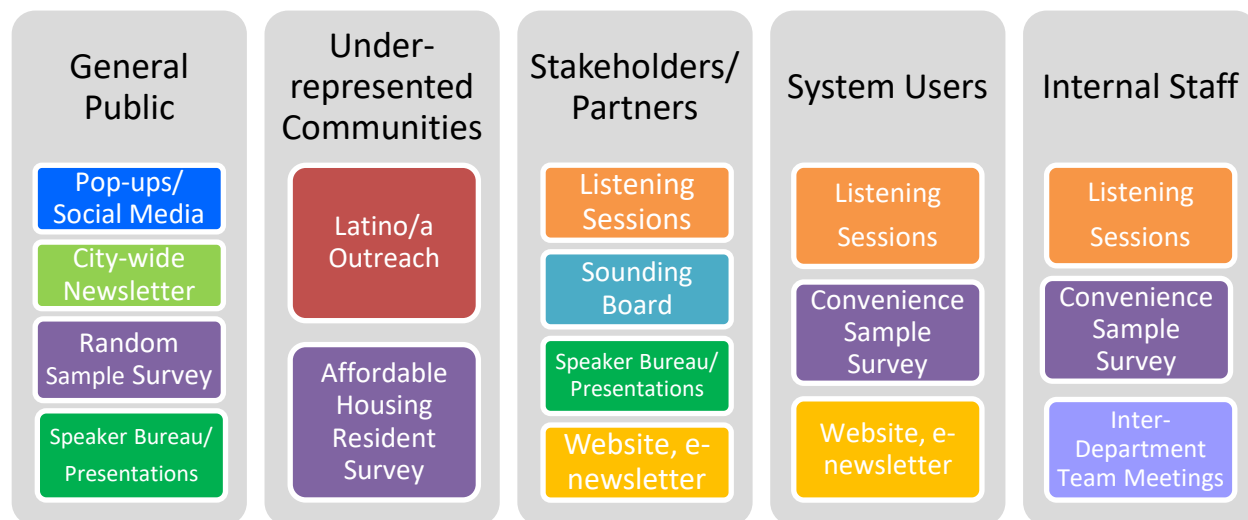 General
Public
Pop-ups/
Social Media
City-wide
Newsletter
Random
Sample Survey
Speaker Bureau/
Presentations
Under-
represented
Communities
Latino/a
Outreach
Affordable
Housing
Resident
Survey
Stakeholders/
Partners
Listening
Sessions
Sounding
Board
Speaker Bureau/
Presentations
Website, e-
newsletter
System Users
Listening
Sessions
Convenience
Sample
Survey
Website, e-
newsletter
Internal Staff
Listening
Sessions
Convenience
Sample
Survey
Inter-
Department
Team Meetings